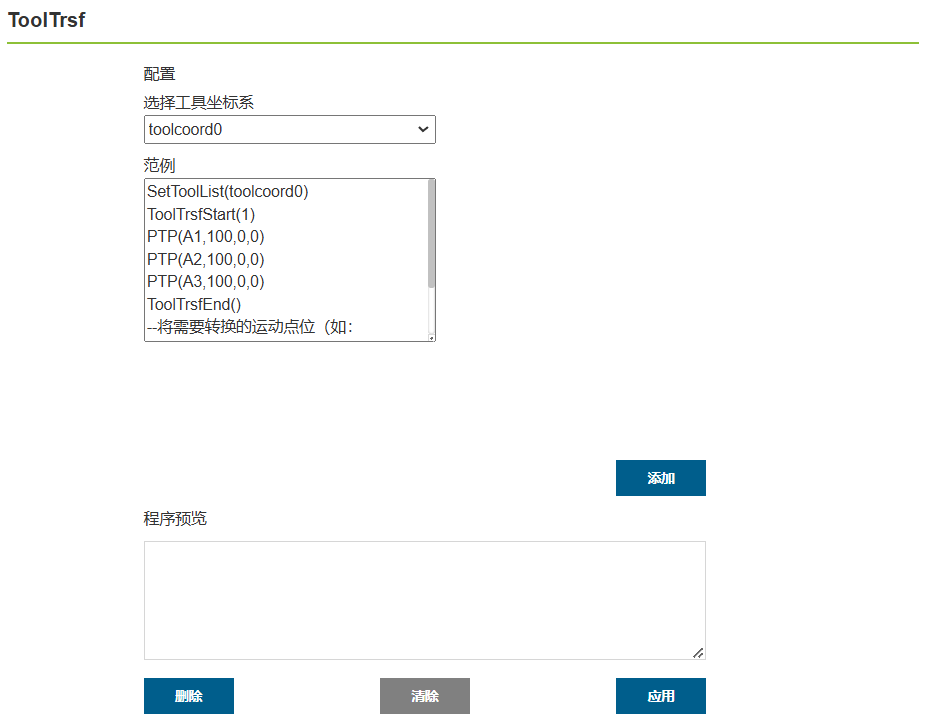 ToolTrsf
配置
选择工具坐标系
toolcoord0
范例
SetToolList(toolcoord0)
ToolTrsfStart(1)
PTP(A1,100,0,0)
PTP(A2,100,0,0)
PTP(A3,100,0,0)
ToolTrsfEnd()
--将需要转换的运动点位（如：
添加
程序预览
删除
清除
应用